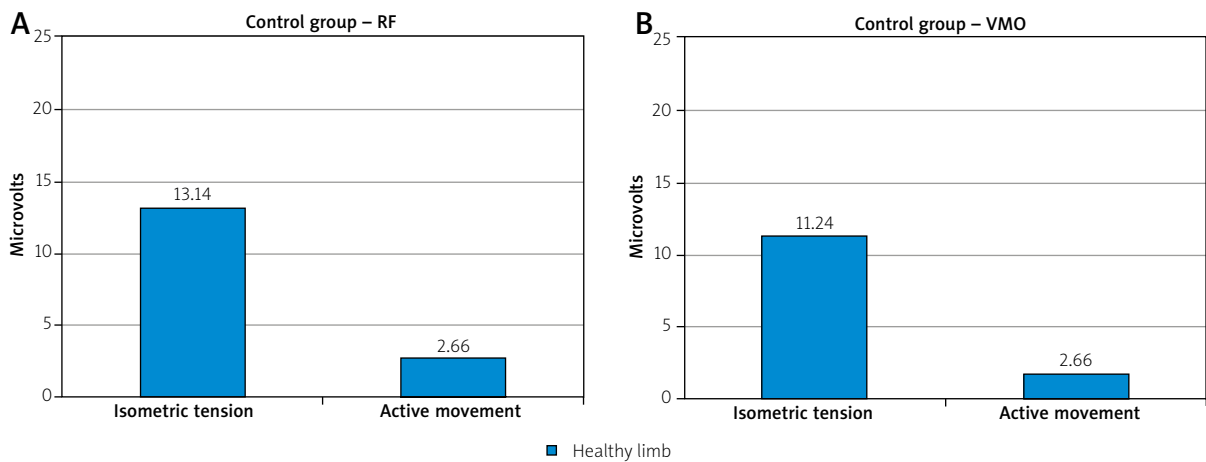 A
Control group – RF
25
20
15
10
5
0
Microvolts
13.14
2.66
Isometric tension
Active movement
B
Control group – VMO
25
20
15
10
5
0
Microvolts
11.24
2.66
Isometric tension
Active movement
Healthy limb